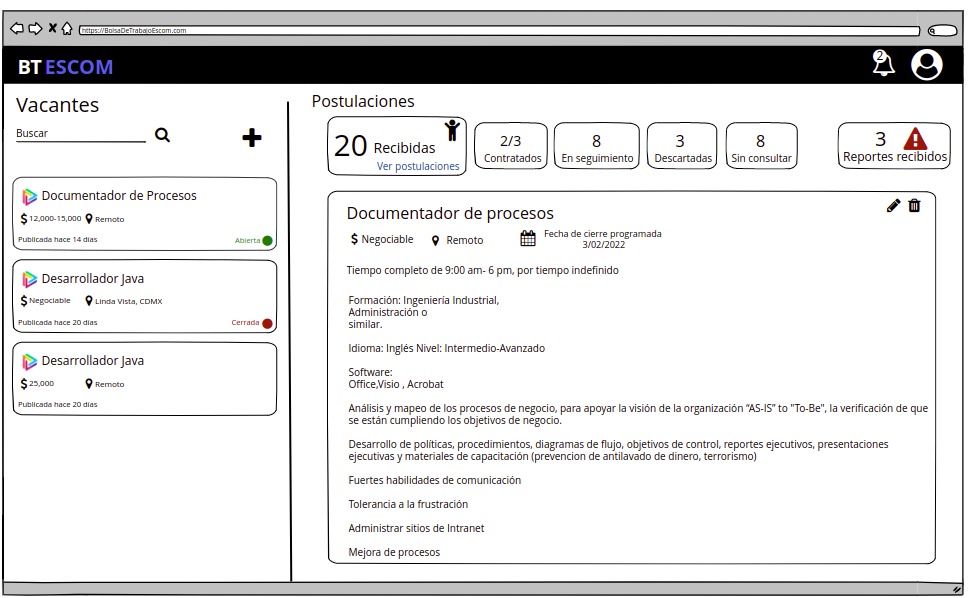 https://BolsaDeTrabajoEscom.com
BT ESCOM
2
Vacantes
Buscar
Documentador de Procesos
12,000-15,000 Remoto
Publicada hace 14 días
Abierta
Desarrollador Java
Negociable
Linda Vista, CDMX
Publicada hace 20 días
Cerrada
Desarrollador Java
25,000
Remoto
Publicada hace 20 días
Postulaciones
20 Recibidas
Ver postulaciones
2/3
Contratados
8
En seguimiento
3
Descartadas
8
Sin consultar
3
Reportes recibidos
Documentador de procesos
$ Negociable
Remoto
Fecha de cierre programada
3/02/2022
Tiempo completo de 9:00 am- 6 pm, por tiempo indefinido
Formación: Ingeniería Industrial,
Administración o
similar.
Idioma: Inglés Nivel: Intermedio-Avanzado
Software:
Office,Visio , Acrobat
Análisis y mapeo de los procesos de negocio, para apoyar la visión de la organización “AS-IS” to "To-Be", la verificación de que
se están cumpliendo los objetivos de negocio.
Desarrollo de políticas, procedimientos, diagramas de flujo, objetivos de control, reportes ejecutivos, presentaciones
ejecutivas y materiales de capacitación (prevencion de antilavado de dinero, terrorismo)
Fuertes habilidades de comunicación
Tolerancia a la frustración
Administrar sitios de Intranet
Mejora de procesos